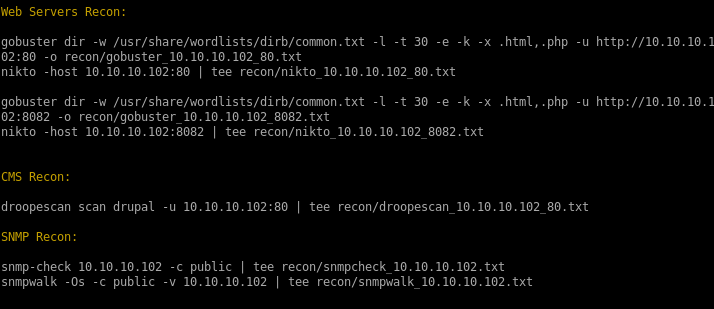 Web Servers Recon:
gobuster dir -w /usr/share/wordlists/dirb/common.txt -l -t 30 -e -k -x .html,.php -u http://10.10.10.1
02:80 -o recon/gobuster_10.10.10.102_80.txt
nikto -host 10.10.10.102:80 | tee recon/nikto_10.10.10.102_80.txt
gobuster dir -w /usr/share/wordlists/dirb/common.txt -l -t 30 -e -k -x .html,.php -u http://10.10.10.1
02:8082 -o recon/gobuster_10.10.10.102_8082.txt
nikto -host 10.10.10.102:8082 | tee recon/nikto_10.10.10.102_8082.txt
CMS Recon:
droopescan scan drupal -u 10.10.10.102:80 | tee recon/droopescan_10.10.10.102_80.txt
SNMP Recon:
snmp-check 10.10.10.102 -c public | tee recon/snmpcheck_10.10.10.102.txt
snmpwalk -Os -c public -v 10.10.10.102 | tee recon/snmpwalk_10.10.10.102.txt